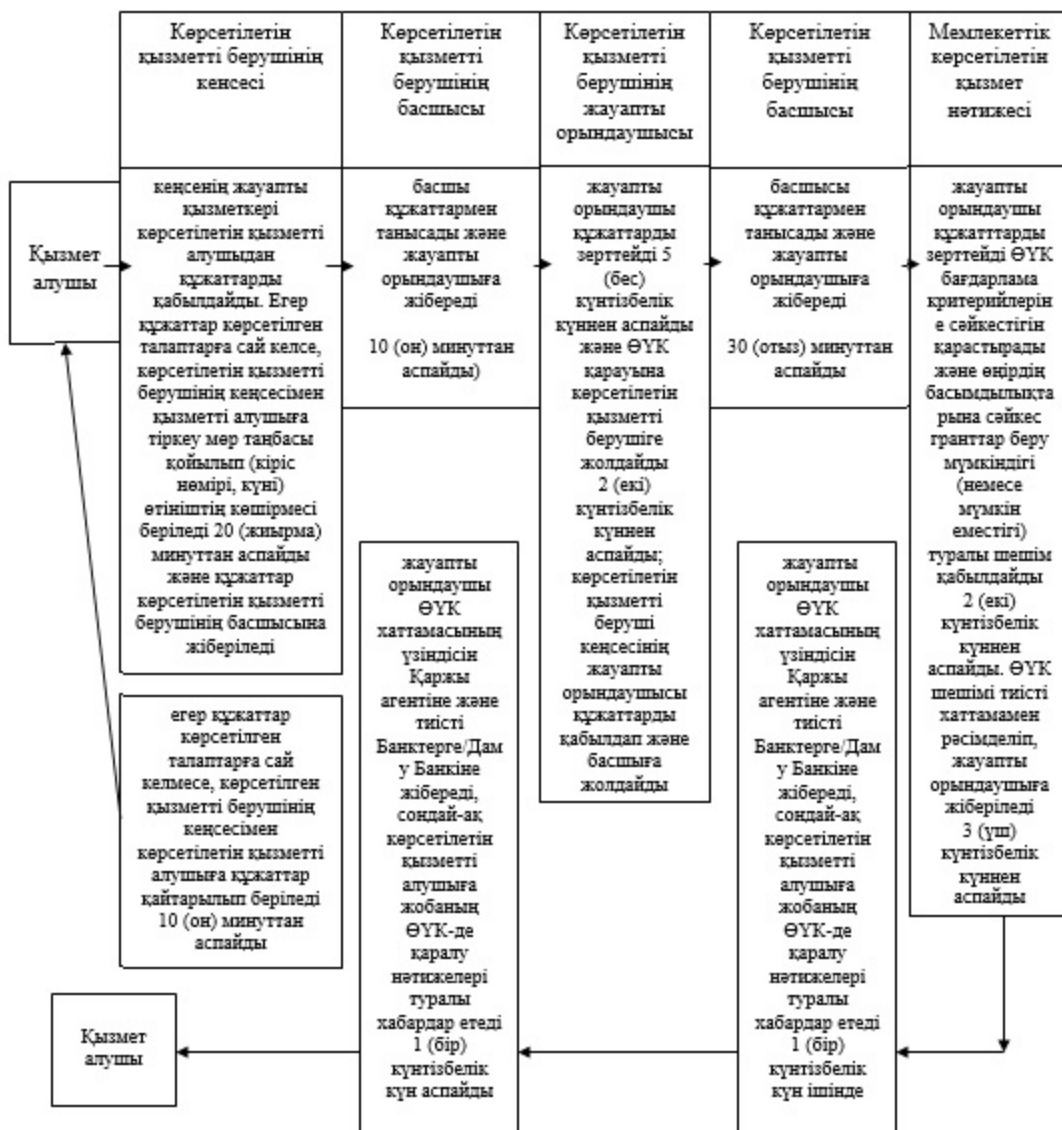 Көрсетілетін
қызметті берушінің
кенсесі
Көрсетілетін
қызметті
берушінің
басшысы
Көрсетілетін
қызметті
берушінің
жауапты
орындаушысы
Көрсетілетін
қызметті
берушінің
басшысы
Мемлекеттік
көрсетілетін
қызмет
нәтижесі
Қызмет
алушы
кеңсенің жауапты
қызметкері
көрсетілетін қызметті
алушыдан
құжаттарды
қабылдайды. Егер
құжаттар көрсетілген
талаптарға сай келсе,
көрсетілетін қызметті
берушінің кеңсесімен
қызметті алушыға
тіркеу мөр таңбасы
қойылып (кіріс
нөмірі, күні)
өтініштің көшірмесі
беріледі 20 (жиырма)
минуттан аспайды
және құжаттар
көрсетілетін қызметті
берушінің басшысына
жіберіледі
басшы
құжаттармен
танысады және
жауапты
орындаушыға
жібереді
10 (он) минуттан
аспайды)
жауапты
орындаушы
құжаттарды
зерттейді 5
(бес)
күнтізбелік
күннен аспайды
және ӨҮК
қарауына
көрсетілетін
қызметті
берушіге
жолдайды
2 (екі)
күнтізбелік
күннен
аспайды;
көрсетілетін
қызметті
беруші
кеңсесінің
жауапты
орындаушысы
құжаттарды
қабылдап және
басшыға
жолдайды
басшысы
құжаттармен
танысады және
жауапты
орындаушыға
жібереді
30 (отыз) минуттан
аспайды
жауапты
орындаушы
құжатттарды
зерттейді ӨҮК
бағдарлама
критерийлерін
е сәйкестігін
қарастырады
және өңірдің
басымдылықта
рына сәйкес
гранттар беру
мүмкіндігі
(немесе
мүмкін
еместігі)
туралы шешім
қабылдайды
2 (екі)
күнтізбелік
күннен
аспайды. ӨҮК
шешімі тиісті
хаттамамен
рәсімделіп,
жауапты
орындаушыға
жіберіледі
3 (үш)
күнтізбелік
күннен
аспайды
егер құжаттар
көрсетілген
талаптарға сай
келмесе, көрсетілген
қызметті берушінің
кеңсесімен
көрсетілетін қызметті
алушыға құжаттар
қайтарылып беріледі
10 (он) минуттан
аспайды
жауапты
орындаушы
ӨҮК
хаттамасының
үзіндісін
Қаржы
агентіне және
тиісті
Банктерге/Дам
у Банкіне
жібереді,
сондай-ақ
көрсетілетін
қызметті
алушыға
жобаның
ӨҮК-де
қаралу
нәтижелері
туралы
хабардар етеді
1 (бір)
күнтізбелік
күн аспайды
жауапты
орындаушы
ӨҮК
хаттамасының
үзіндісін
Қаржы
агентіне және
тиісті
Банктерге/Дам
у Банкіне
жібереді,
сондай-ақ
көрсетілетін
қызметті
алушыға
жобаның
ӨҮК-де
қаралу
нәтижелері
туралы
хабардар етеді
1 (бір)
күнтізбелік
күн ішінде
Қызмет
алушы